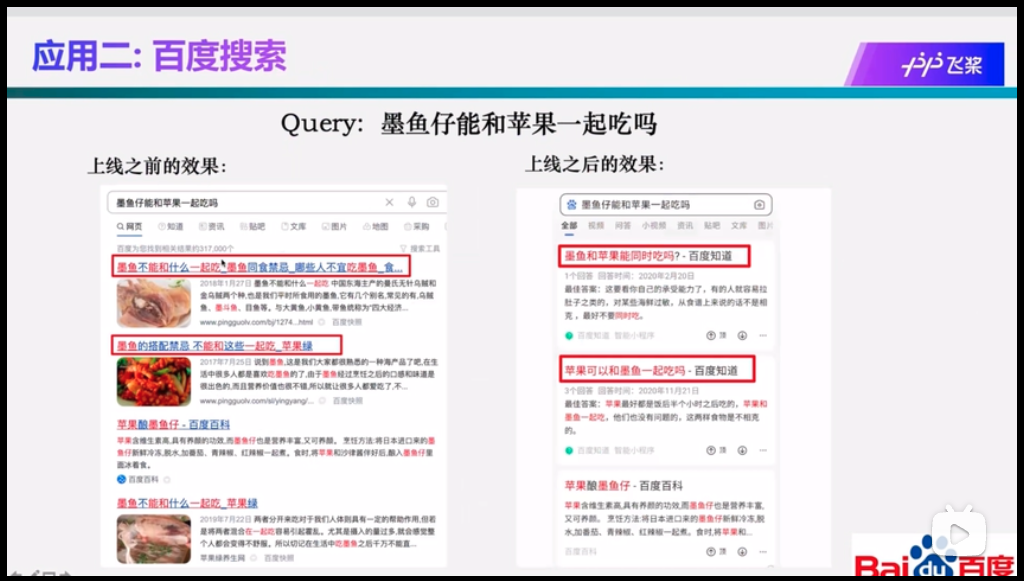 应用二: 百度搜索
飞桨
Query: 墨鱼仔能和苹果一起吃吗
上线之前的效果:
墨鱼仔能和苹果一起吃吗
网页 知道 资讯 贴吧 文库 图片 地图 采购
百度为您找到相关结果约317,000个
搜索工具
墨鱼不能和什么一起吃_墨鱼同食禁忌_哪些人不宜吃墨鱼_食...
2018年1月27日 墨鱼不能和什么一起吃 中国东海主产的曼氏无针乌贼和
金乌贼两个种,也是我们平时所食用的墨鱼,它有几个别名,常见的有,乌贼
鱼、墨斗鱼、目鱼等。与大黄鱼,小黄鱼,带鱼统称为"四大经济...
www.pingguolv.com/bj/1274...html 百度快照
墨鱼的搭配禁忌 不能和这些一起吃_苹果绿
2017年7月25日 说到墨鱼,这是我们大家都很熟悉的一种海产品了吧,在生
活中很多人都是喜欢吃墨鱼的了,由于墨鱼经过烹饪之后的口感和味道是
很出色的,而且营养价值也很不错,所以就让很多人都爱吃了,不...
www.pingguolv.com/sl/yingyang/... 百度快照
苹果酿墨鱼仔 - 百度百科
苹果含维生素高,具有养颜的功效,而墨鱼仔也是营养丰富,又可养颜。 烹饪方法:将日本进口来的墨
鱼仔新鲜冷冻,脱水,加番茄、青辣椒、红辣椒一起煮。食时,将苹果和沙律酱伴好后,酿入墨鱼仔里
面冰着食。
百度百科
墨鱼不能和什么一起吃_苹果绿
2019年7月22日 两者分开来吃对于我们人体则具有一定的帮助作用,但若
是将两者混合在一起吃容易引起霍乱。尤其是摄入的量过多,就会感觉整
个人都会变得不舒服。所以切记在生活中吃墨鱼之后千万不能直...
苹果绿养生网 百度快照
上线之后的效果:
墨鱼仔能和苹果一起吃吗
全部 视频 问答 小视频 资讯 贴吧 文库 图片
墨鱼和苹果能同时吃吗? - 百度知道
1个回答 回答时间：2020年2月20日
最佳答案：这要看你自己的承受能力了，有的人就容易拉
肚子之类的，对某些海鲜过敏，从食谱上来说的话不是相
克，最好不要同时吃。
百度知道 智能小程序 顶
苹果可以和墨鱼一起吃吗 - 百度知道
3个回答 回答时间：2020年11月21日
最佳答案：苹果最好都是饭后半个小时之后吃的，苹果和
墨鱼一起吃，他们也没有问题的，这两样食物是不相克
的。
百度知道 智能小程序 顶
苹果酿墨鱼仔 - 百度百科
苹果含维生素高,具有养颜的功效,而墨鱼仔也是营养丰富,
又可养颜。 烹饪方法:将日本进口来的墨鱼仔新鲜冷冻,脱
水,加番茄、青辣椒、红辣椒一起煮。食时,将苹果和...
百度百科 顶
Bai du 百度